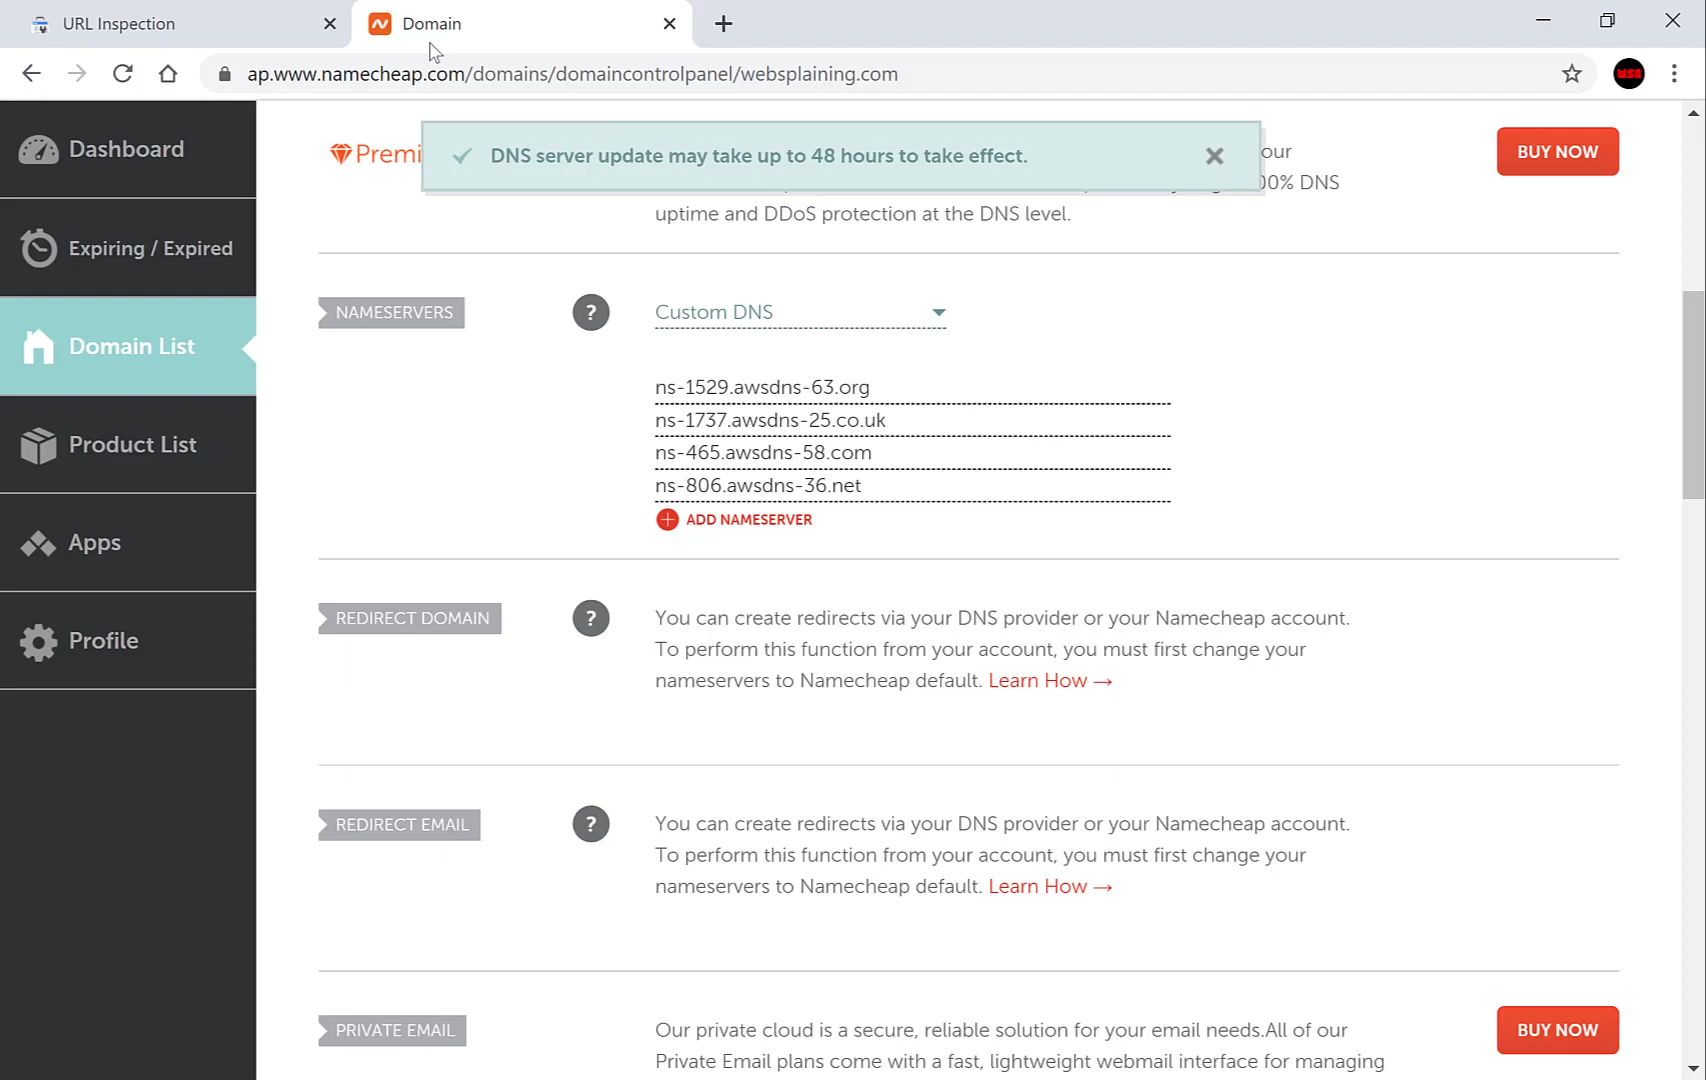 URL Inspection
Domain
ap.www.namecheap.com/domains/domaincontrolpanel/websplaining.com
Dashboard
Expiring / Expired
Domain List
Product List
Apps
Profile
DNS server update may take up to 48 hours to take effect.
our
BUY NOW
DNS
uptime and DDoS protection at the DNS level.
NAMESERVERS
?
Custom DNS
ns-1529.awsdns-63.org
ns-1737.awsdns-25.co.uk
ns-465.awsdns-58.com
ns-806.awsdns-36.net
ADD NAMESERVER
REDIRECT DOMAIN
?
You can create redirects via your DNS provider or your Namecheap account.
To perform this function from your account, you must first change your
nameservers to Namecheap default. Learn How →
REDIRECT EMAIL
?
You can create redirects via your DNS provider or your Namecheap account.
To perform this function from your account, you must first change your
nameservers to Namecheap default. Learn How →
PRIVATE EMAIL
Our private cloud is a secure, reliable solution for your email needs.All of our
BUY NOW
Private Email plans come with a fast, lightweight webmail interface for managing